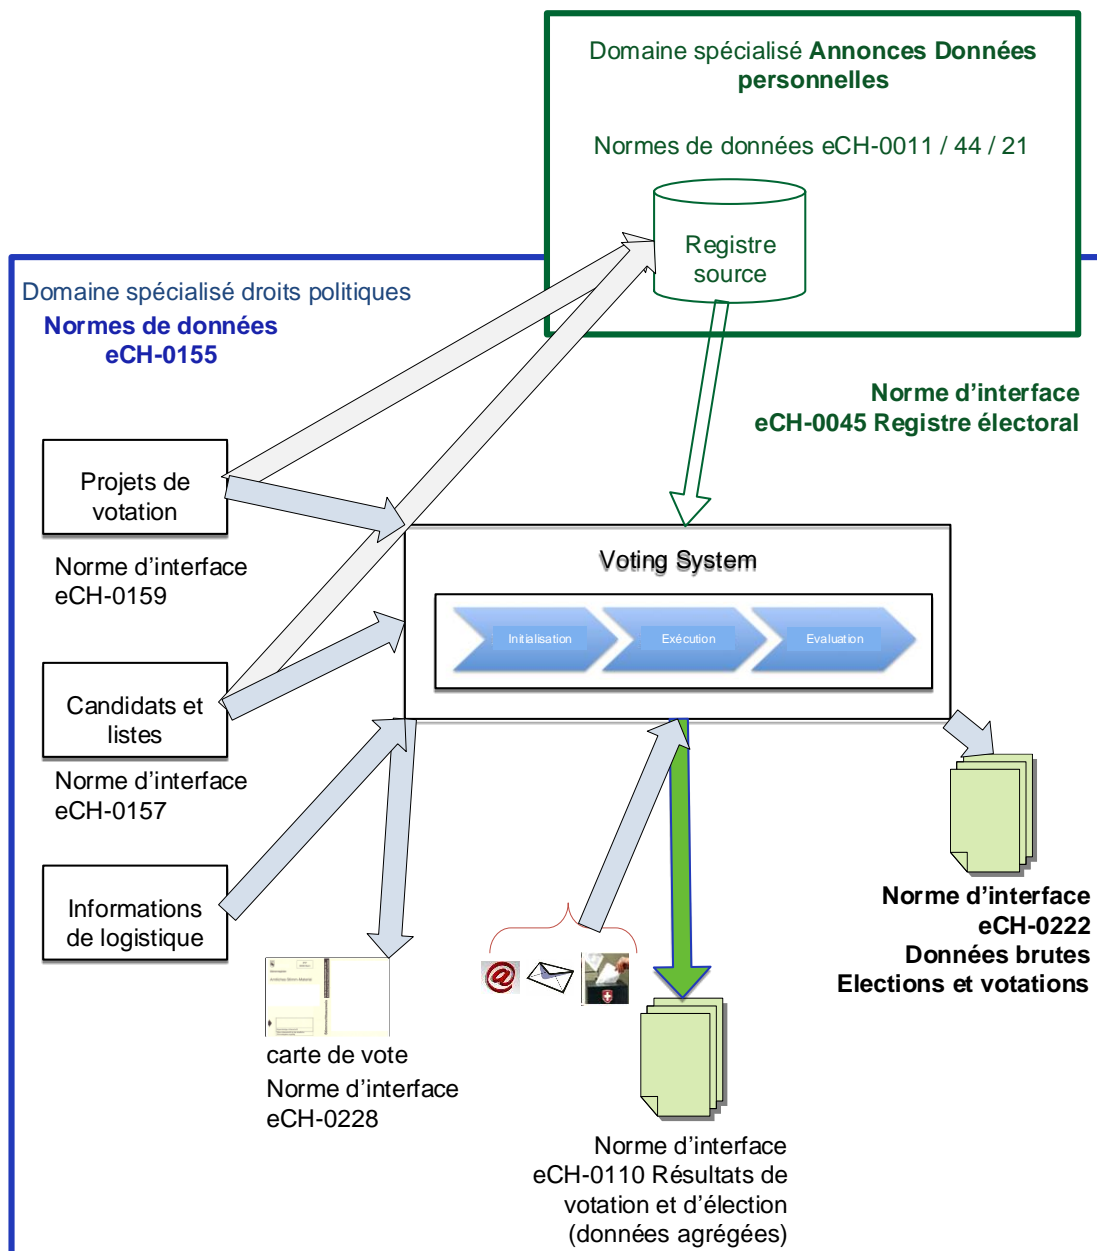 Domaine spécialisé Annonces Données
personnelles
Normes de données eCH-0011 / 44 / 21
Registre
source
Domaine spécialisé droits politiques
Normes de données
eCH-0155
Norme d'interface
eCH-0045 Registre électoral
Projets de
votation
Norme d'interface
eCH-0159
Voting System
Initialisation
Exécution
Evaluation
Candidats et
listes
Norme d'interface
eCH-0157
Informations
de logistique
carte de vote
Norme d'interface
eCH-0228
Norme d'interface
eCH-0222
Données brutes
Elections et votations
Norme d'interface
eCH-0110 Résultats de
votation et d'élection
(données agrégées)